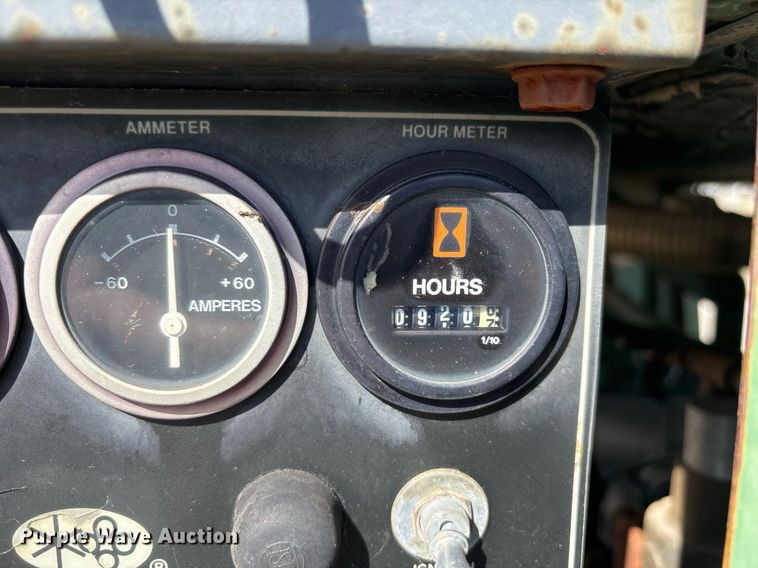 AMMETER
HOUR METER
0
-60 +60
AMPERES
HOURS
0920
1/10
Purple Wave Auction
®